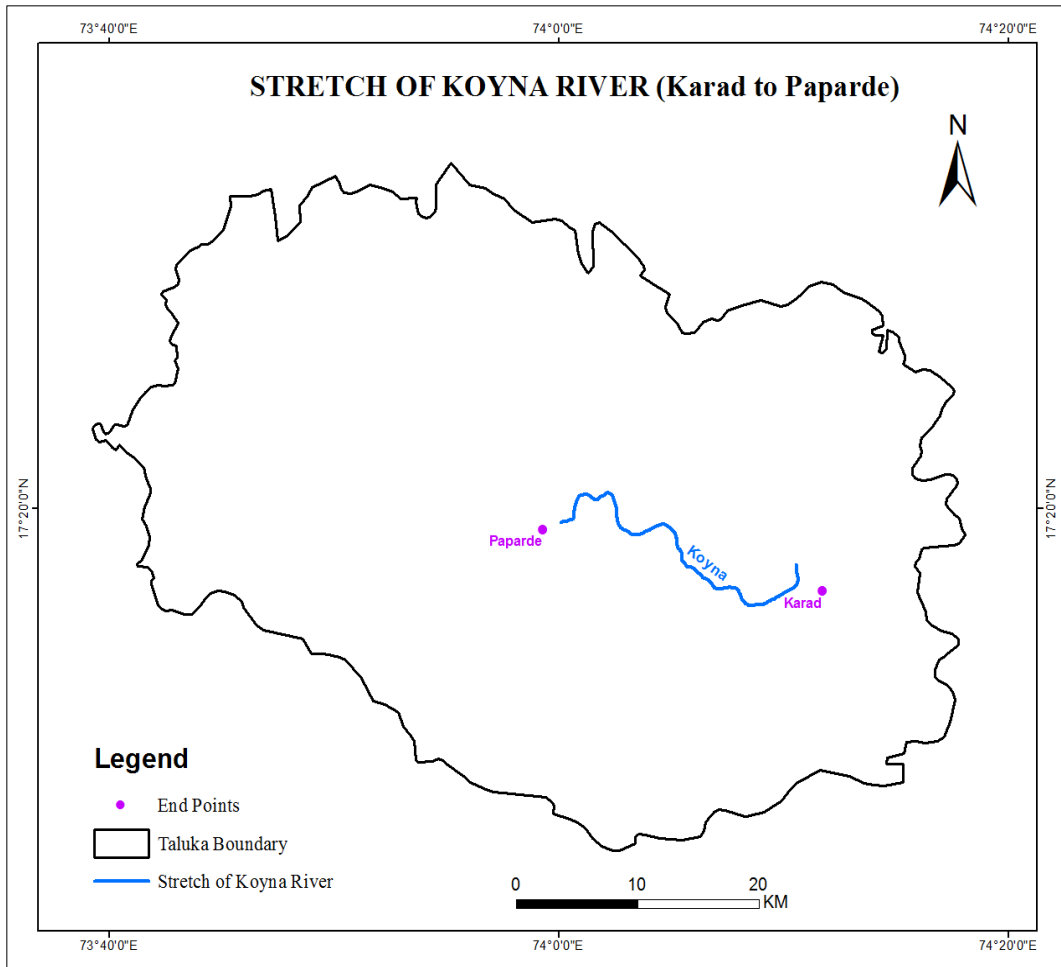 73°40'0"E 74°0'0"E 74°20'0"E
STRETCH OF KOYNA RIVER (Karad to Paparde)
N
17°20'0"N 17°20'0"N
Paparde
Koyna
Karad
Legend
End Points
Taluka Boundary
Stretch of Koyna River
0 10 20
KM
73°40'0"E 74°0'0"E 74°20'0"E